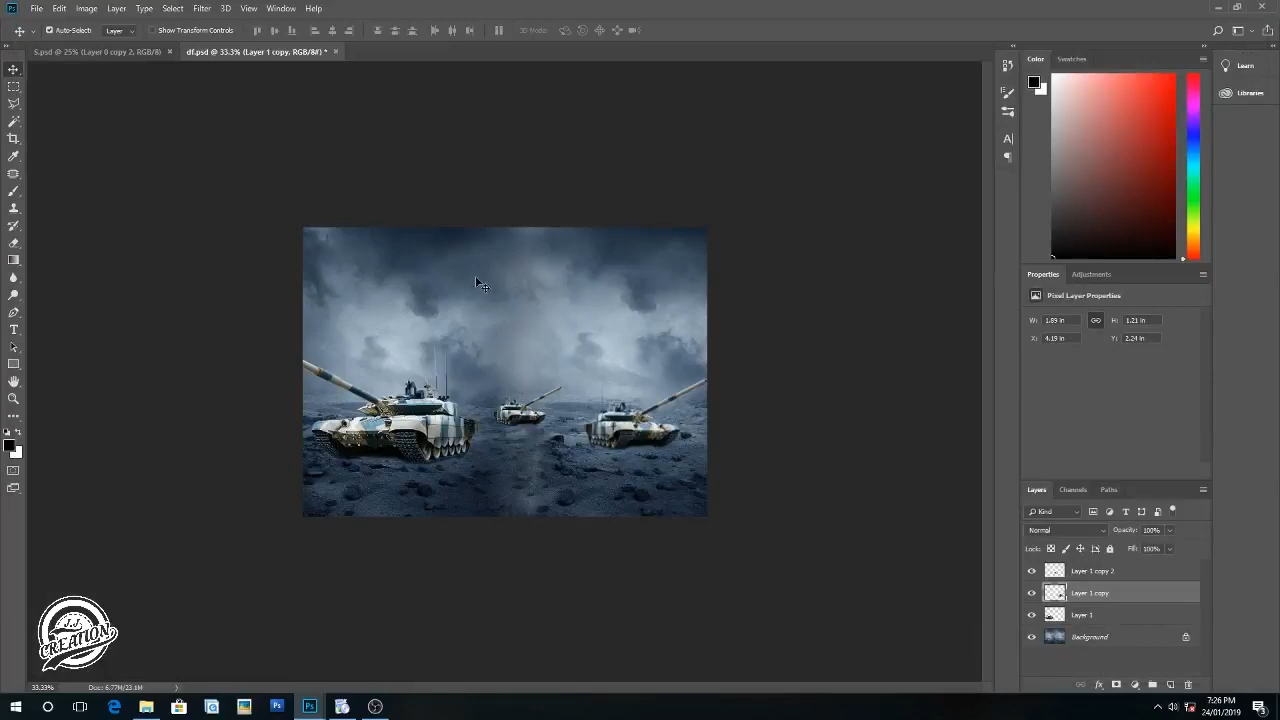 Ps File Edit Image Layer Type Select Filter 3D View Window Help
Auto-Select: Layer Show Transform Controls 3D Mode:
S.psd @ 25% (Layer 0 copy 2, RGB/8) × df.psd @ 33.3% (Layer 1 copy, RGB/8#) * ×
Color Swatches
Learn
Libraries
Properties Adjustments
Pixel Layer Properties
W: 1.89 in H: 1.21 in
X: 4.19 in Y: 2.24 in
Layers Channels Paths
Kind
Normal Opacity: 100%
Lock: Fill: 100%
Layer 1 copy 2
Layer 1 copy
Layer 1
Background
J.J
CREATION
33.33% Doc: 6.77M/23.1M
7:26 PM
24/01/2019